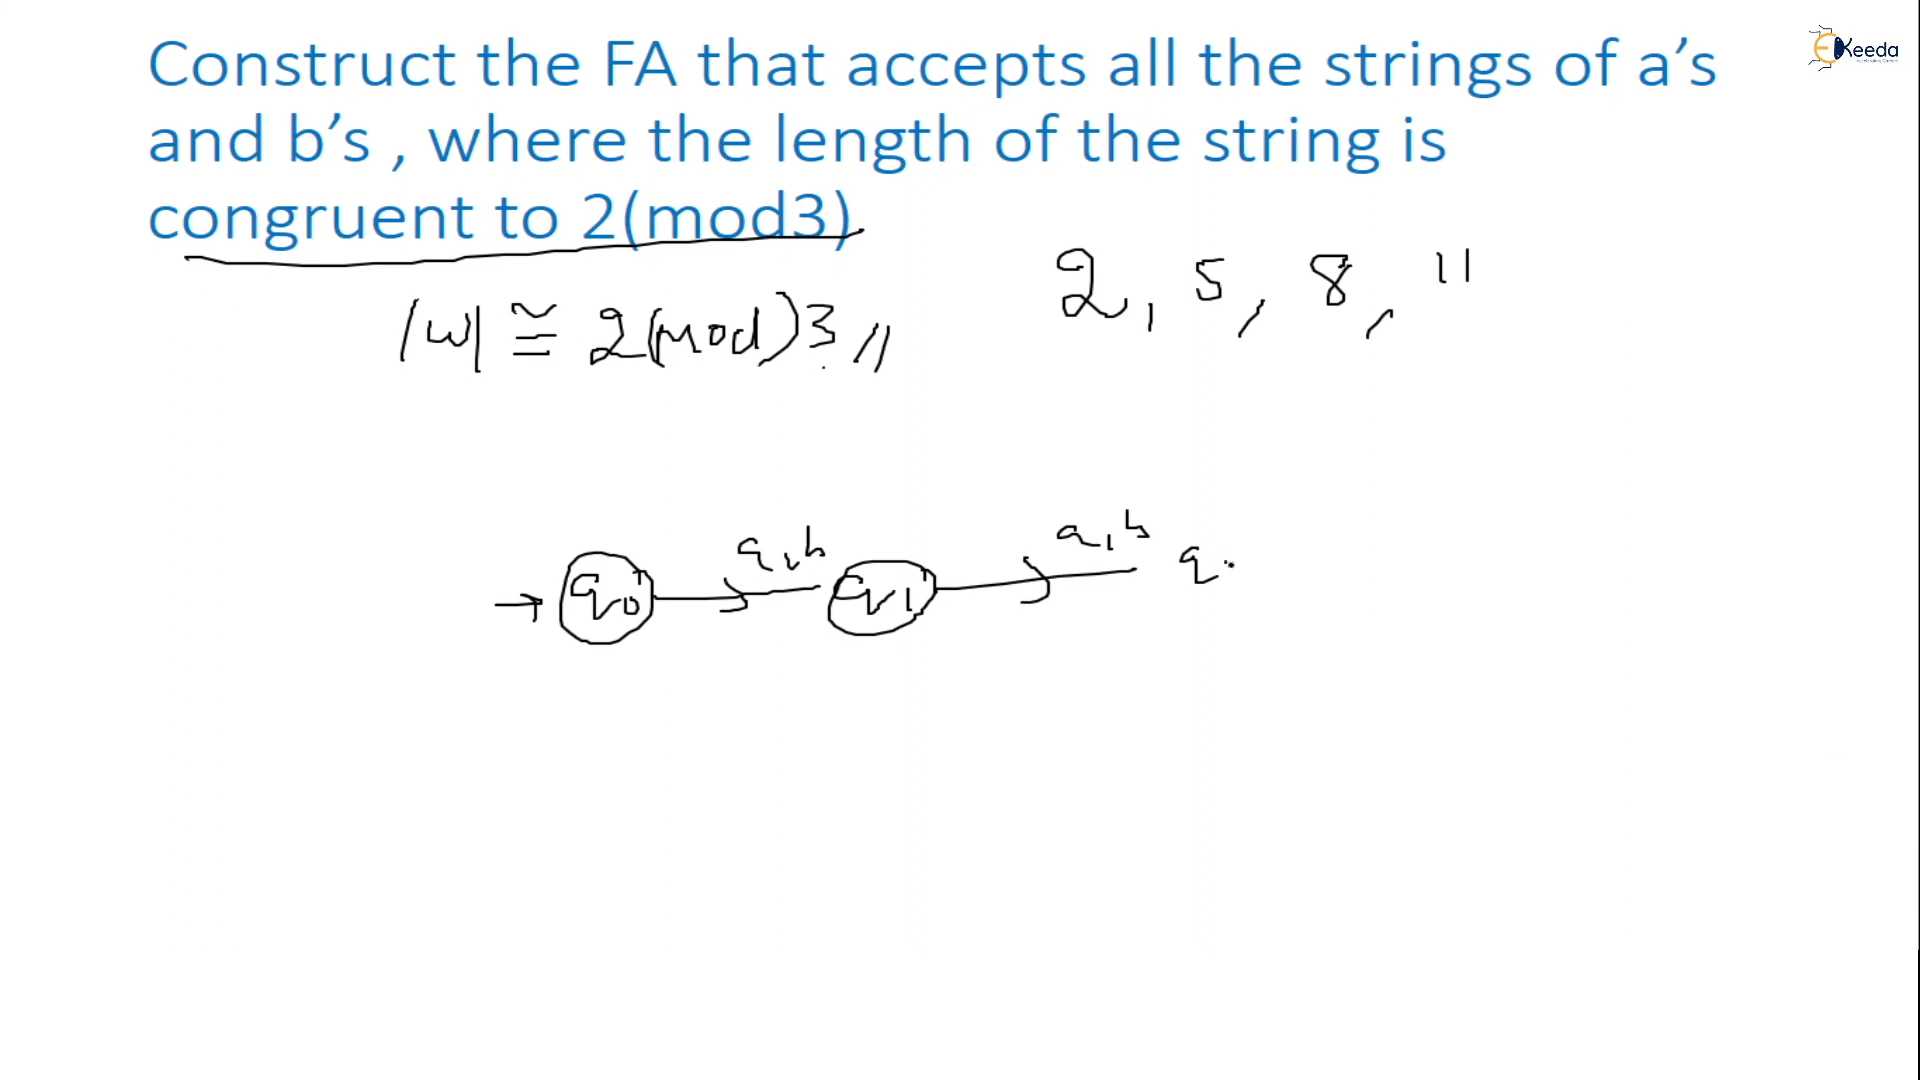 Construct the FA that accepts all the strings of a’s
and b’s , where the length of the string is
congruent to 2(mod3).
EKeeda
|w| ≅ 2(mod)3 //
2, 5, 8, 11
a, b
a, b
→ q0
q1
q